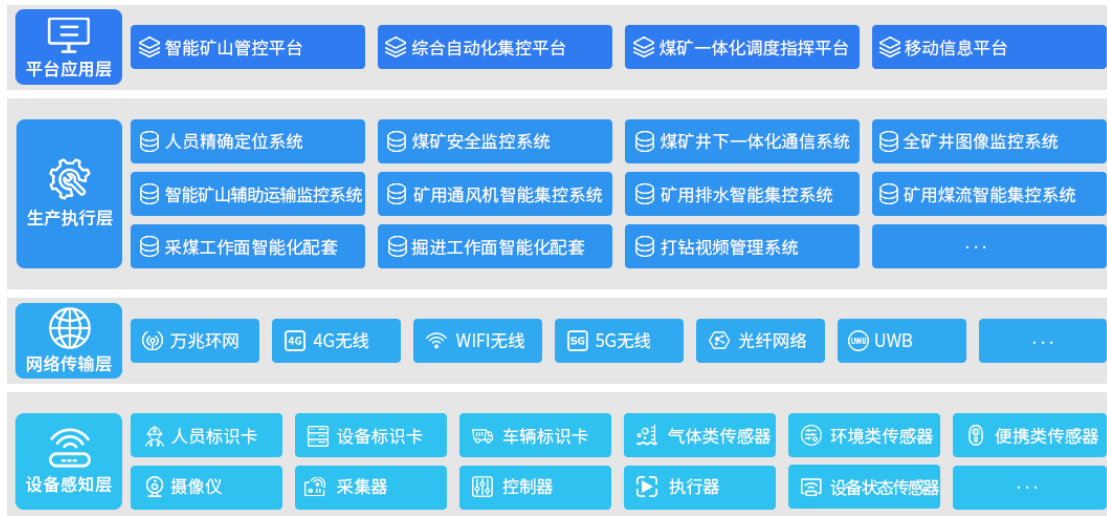 平台应用层
智能矿山管控平台
综合自动化集控平台
煤矿一体化调度指挥平台
移动信息平台
生产执行层
人员精确定位系统
煤矿安全监控系统
煤矿井下一体化通信系统
全矿井图像监控系统
智能矿山辅助运输监控系统
矿用通风机智能集控系统
矿用排水智能集控系统
矿用煤流智能集控系统
采煤工作面智能化配套
掘进工作面智能化配套
打钻视频管理系统
···
网络传输层
万兆环网
4G 4G无线
WIFI无线
5G 5G无线
光纤网络
UWB UWB
···
设备感知层
人员标识卡
设备标识卡
车辆标识卡
气体类传感器
环境类传感器
便携类传感器
摄像仪
采集器
控制器
执行器
设备状态传感器
···